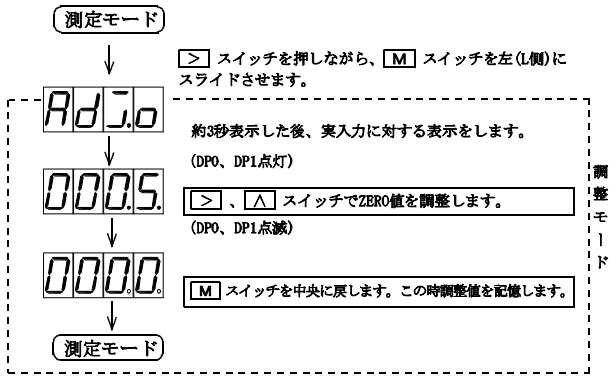 測定モード
> スイッチを押しながら、 M スイッチを左(L側)に
スライドさせます。
Adj.o
約3秒表示した後、実入力に対する表示をします。
(DP0、DP1点灯)
000.5.
> 、 ∧ スイッチでZERO値を調整します。
(DP0、DP1点滅)
000.0.
M スイッチを中央に戻します。この時調整値を記憶します。
測定モード
調整モード